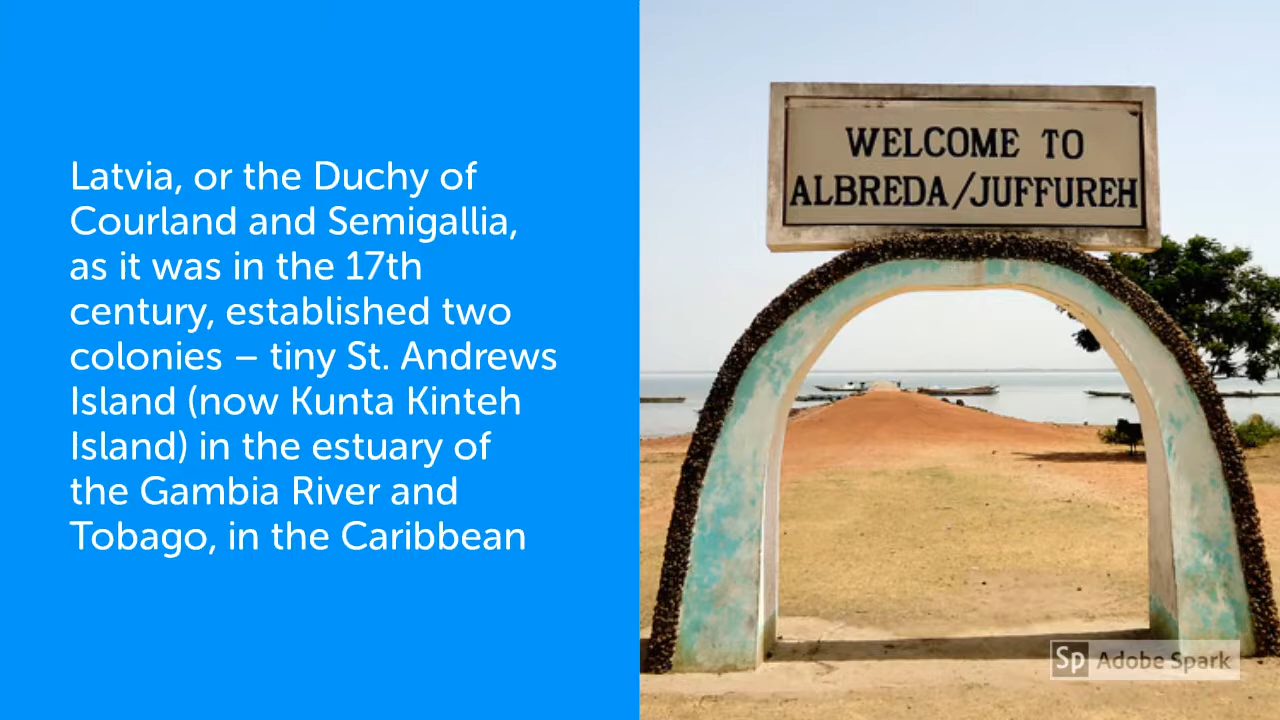 Latvia, or the Duchy of
Courland and Semigallia,
as it was in the 17th
century, established two
colonies – tiny St. Andrews
Island (now Kunta Kinteh
Island) in the estuary of
the Gambia River and
Tobago, in the Caribbean
WELCOME TO
ALBREDA/JUFFUREH
Sp Adobe Spark